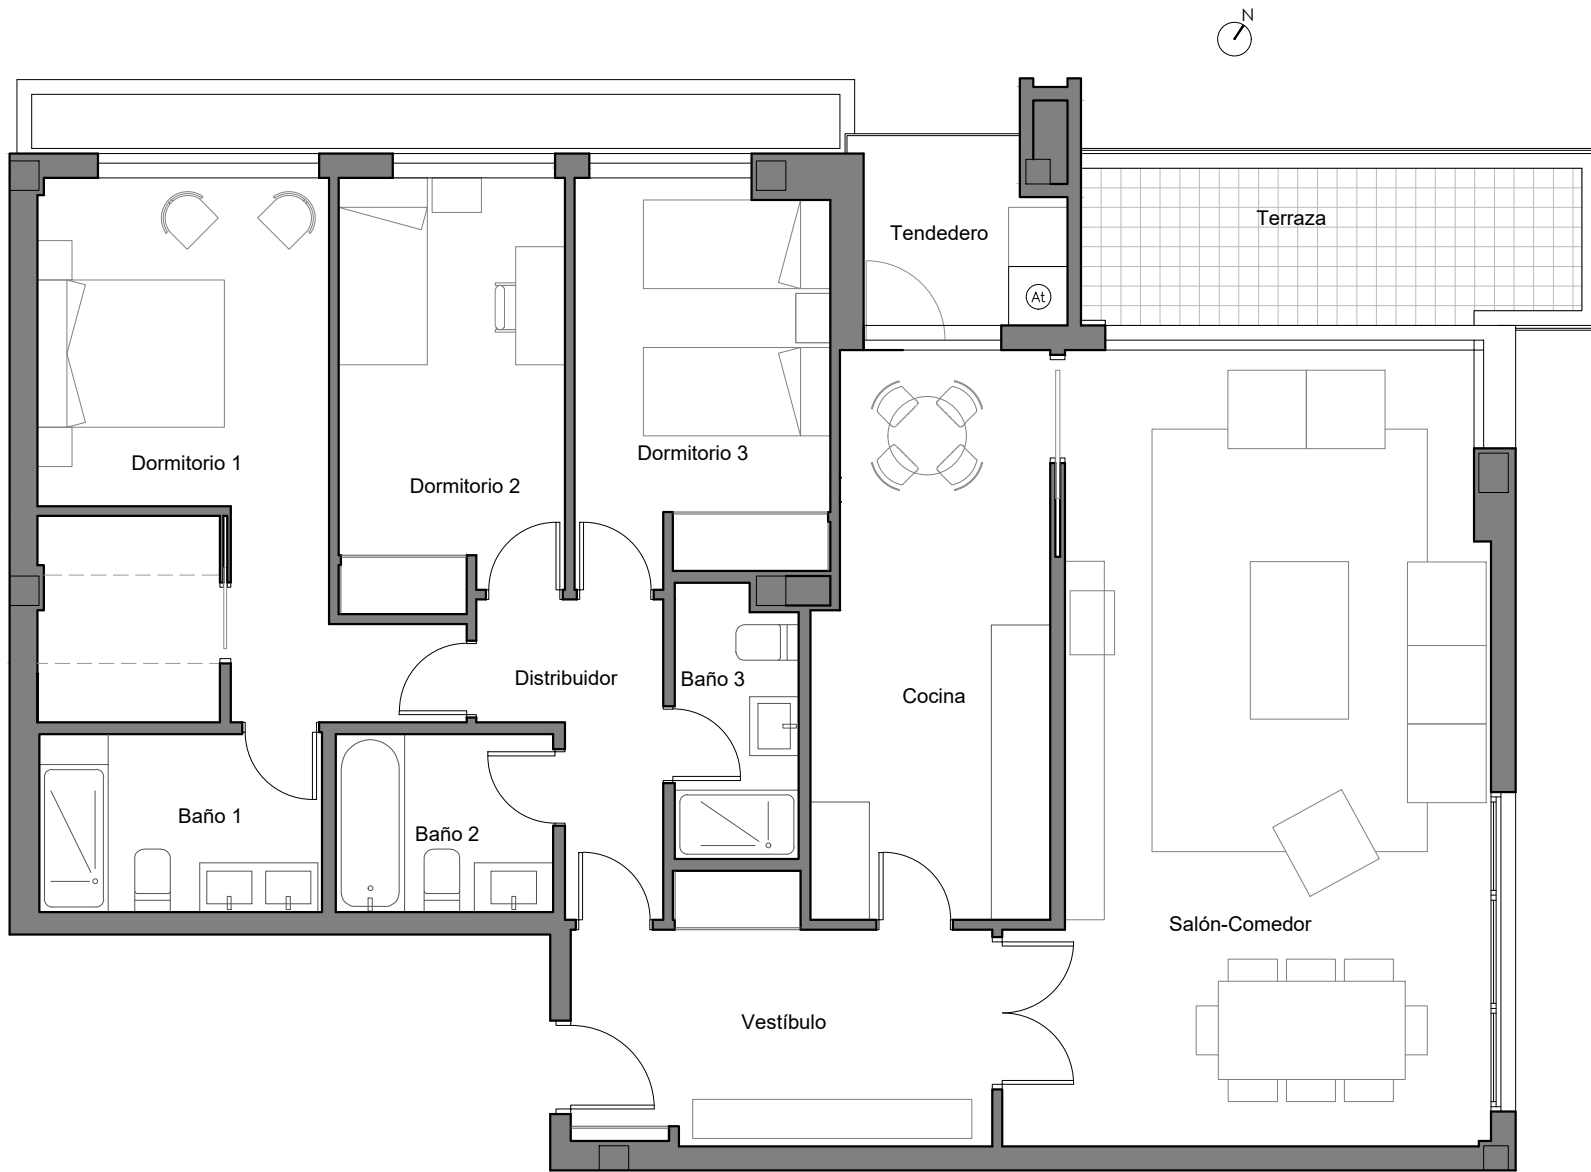 N
Terraza
Tendedero
At
Dormitorio 1
Dormitorio 2
Dormitorio 3
Distribuidor
Baño 3
Cocina
Baño 1
Baño 2
Salón-Comedor
Vestíbulo